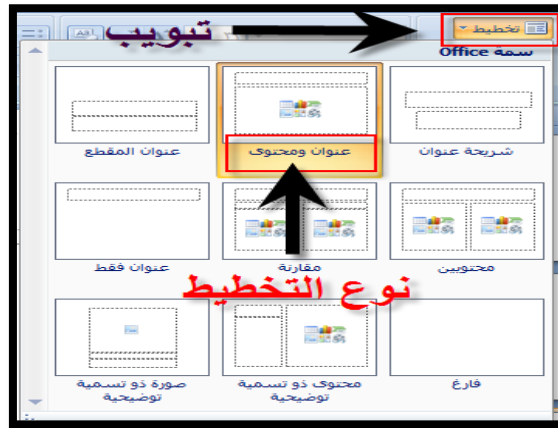 تخطيط
تبويب
سمة Office
شريحة عنوان
عنوان ومحتوى
عنوان المقطع
محتويين
مقارنة
عنوان فقط
نوع التخطيط
فارغ
محتوى ذو تسمية
توضيحية
صورة ذو تسمية
توضيحية